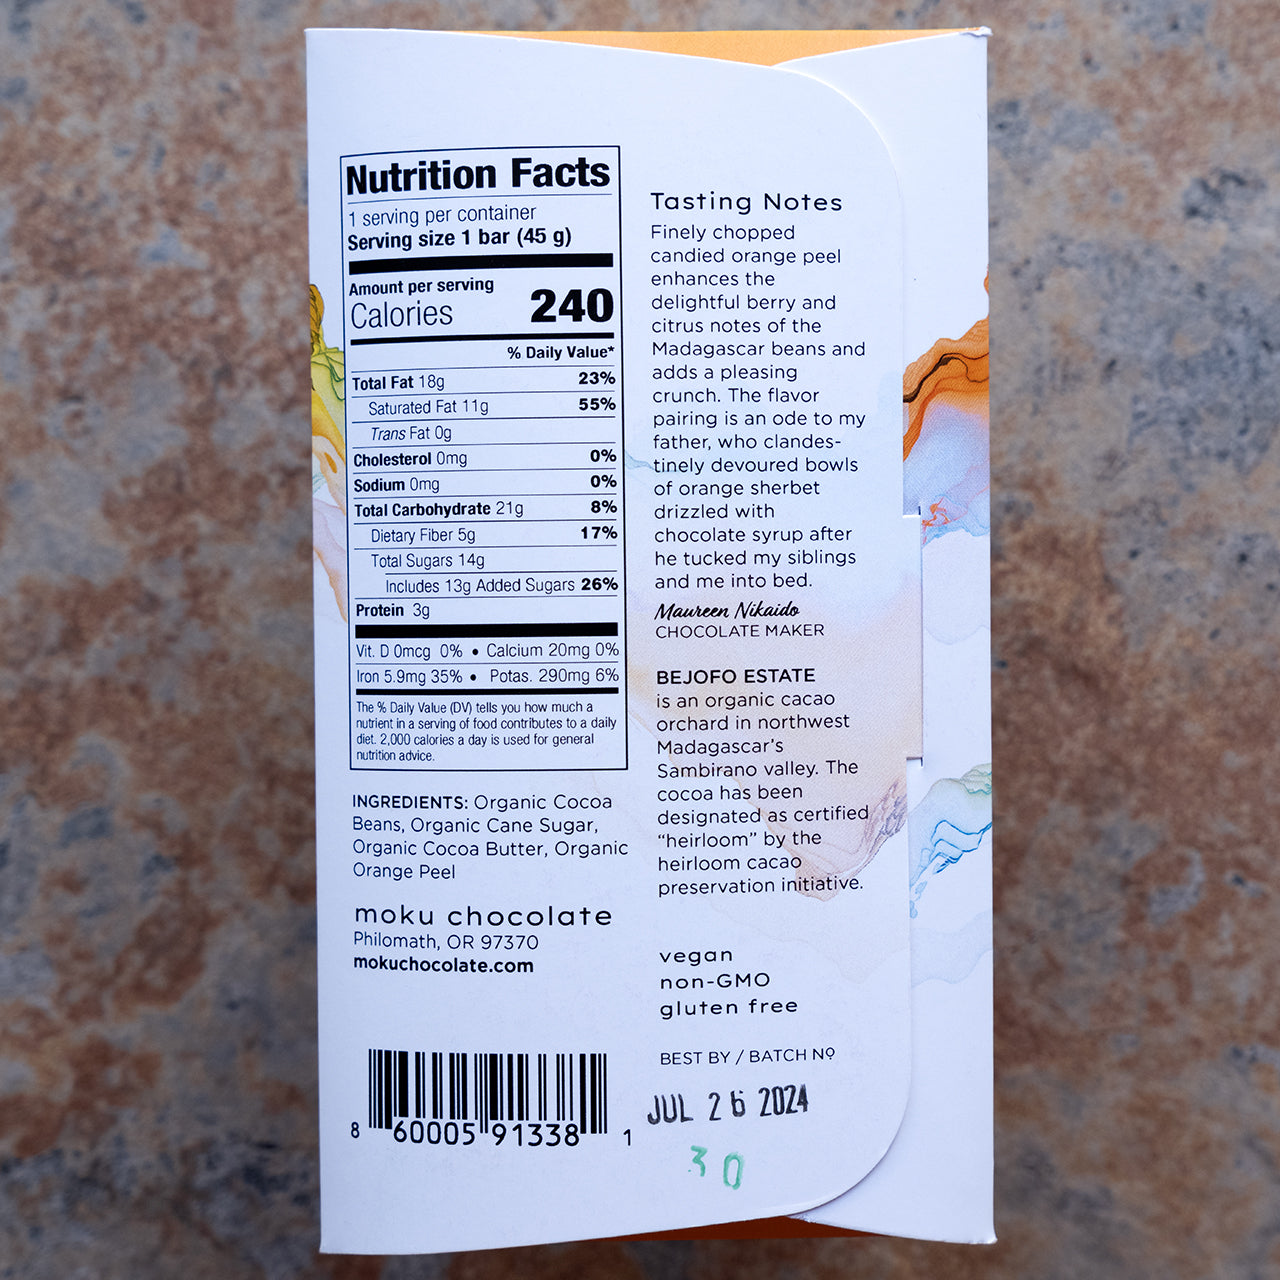 Nutrition Facts
1 serving per container
Serving size 1 bar (45 g)
Amount per serving
Calories 240
% Daily Value*
Total Fat 18g 23%
Saturated Fat 11g 55%
Trans Fat 0g
Cholesterol 0mg 0%
Sodium 0mg 0%
Total Carbohydrate 21g 8%
Dietary Fiber 5g 17%
Total Sugars 14g
Includes 13g Added Sugars 26%
Protein 3g
Vit. D 0mcg 0% • Calcium 20mg 0%
Iron 5.9mg 35% • Potas. 290mg 6%
The % Daily Value (DV) tells you how much a
nutrient in a serving of food contributes to a daily
diet. 2,000 calories a day is used for general
nutrition advice.
INGREDIENTS: Organic Cocoa
Beans, Organic Cane Sugar,
Organic Cocoa Butter, Organic
Orange Peel
moku chocolate
Philomath, OR 97370
mokuchocolate.com
8 60005 91338 1
Tasting Notes
Finely chopped
candied orange peel
enhances the
delightful berry and
citrus notes of the
Madagascar beans and
adds a pleasing
crunch. The flavor
pairing is an ode to my
father, who clandes-
tinely devoured bowls
of orange sherbet
drizzled with
chocolate syrup after
he tucked my siblings
and me into bed.
Maureen Nikaido
CHOCOLATE MAKER
BEJOFO ESTATE
is an organic cacao
orchard in northwest
Madagascar's
Sambirano valley. The
cocoa has been
designated as certified
“heirloom” by the
heirloom cacao
preservation initiative.
vegan
non-GMO
gluten free
BEST BY / BATCH Nº
JUL 26 2024
30